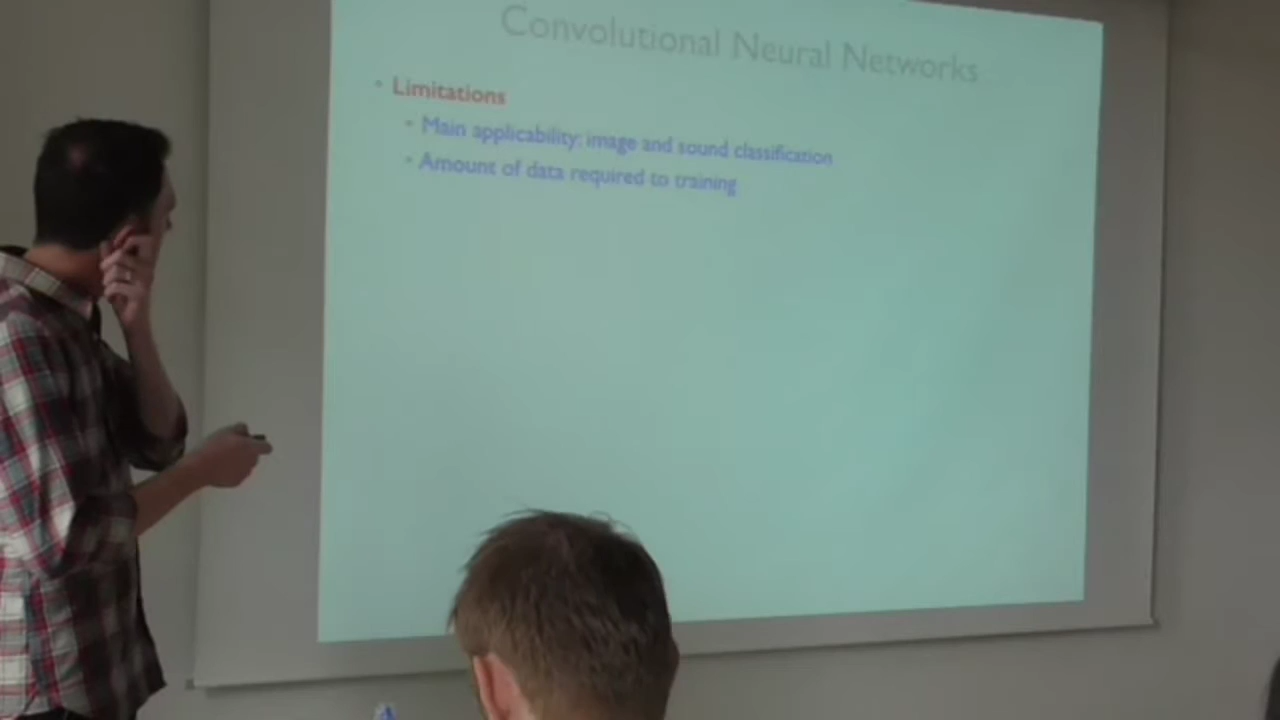 Convolutional Neural Networks
• Limitations
• Main applicability: image and sound classification
• Amount of data required to training